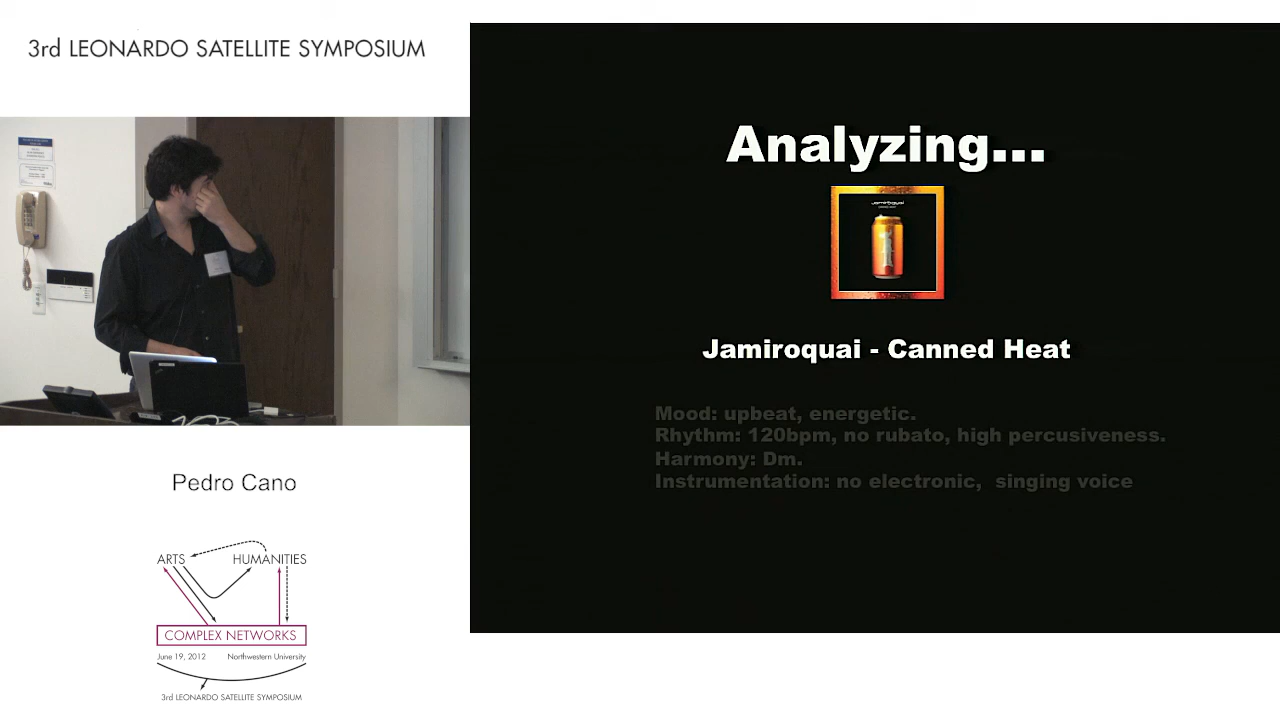 3rd LEONARDO SATELLITE SYMPOSIUM
Analyzing...
Jamiroquai
Jamiroquai - Canned Heat
Mood: upbeat, energetic.
Rhythm: 120bpm, no rubato, high percusiveness.
Harmony: Dm.
Instrumentation: no electronic, singing voice
Pedro Cano
ARTS
HUMANITIES
COMPLEX NETWORKS
June 19, 2012
Northwestern University
3rd LEONARDO SATELLITE SYMPOSIUM